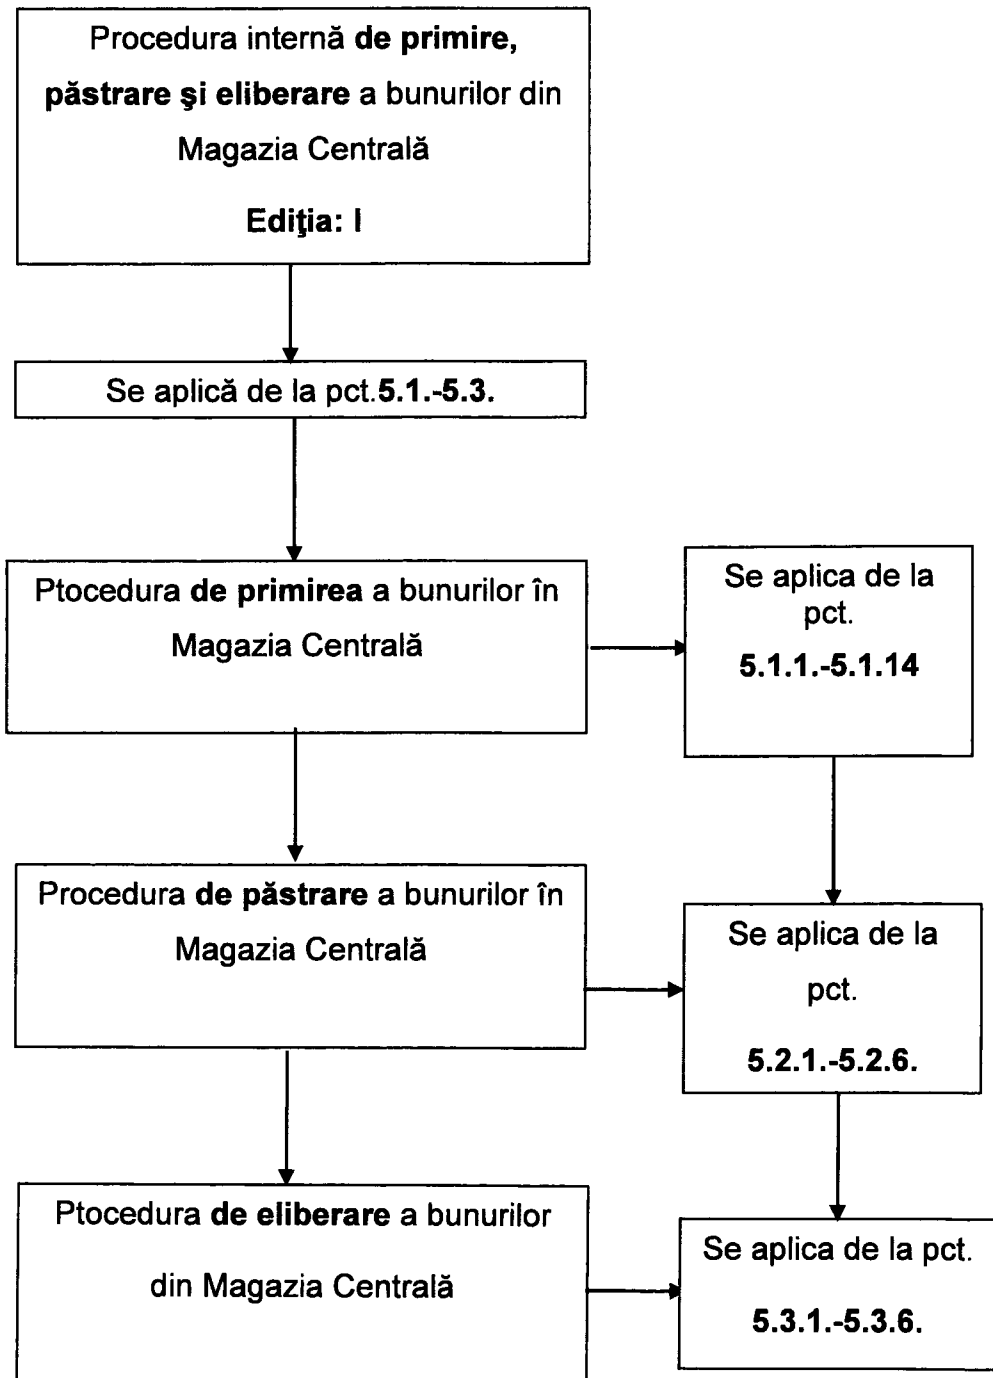 Procedura internă de primire,
păstrare şi eliberare a bunurilor din
Magazia Centrală
Ediţia: I
Se aplică de la pct.5.1.-5.3.
Ptocedura de primirea a bunurilor în
Magazia Centrală
Se aplica de la
pct.
5.1.1.-5.1.14
Procedura de păstrare a bunurilor în
Magazia Centrală
Se aplica de la
pct.
5.2.1.-5.2.6.
Ptocedura de eliberare a bunurilor
din Magazia Centrală
Se aplica de la pct.
5.3.1.-5.3.6.